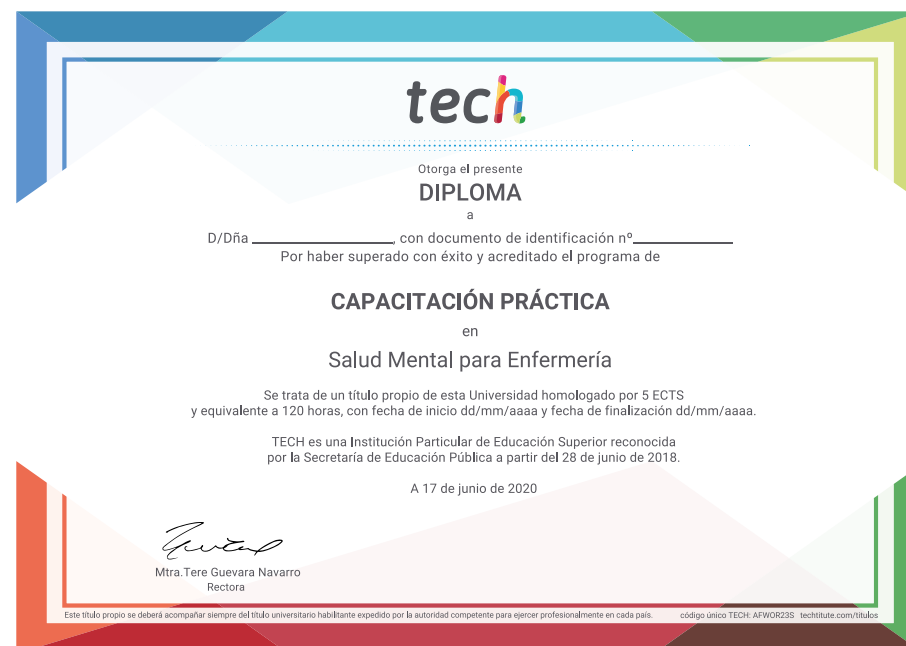 tech
Otorga el presente
DIPLOMA
a
D/Dña ____________________, con documento de identificación nº______________
Por haber superado con éxito y acreditado el programa de
CAPACITACIÓN PRÁCTICA
en
Salud Mental para Enfermería
Se trata de un título propio de esta Universidad homologado por 5 ECTS
y equivalente a 120 horas, con fecha de inicio dd/mm/aaaa y fecha de finalización dd/mm/aaaa.
TECH es una Institución Particular de Educación Superior reconocida
por la Secretaría de Educación Pública a partir del 28 de junio de 2018.
A 17 de junio de 2020
Mtra.Tere Guevara Navarro
Rectora
Este título propio se deberá acompañar siempre del título universitario habilitante expedido por la autoridad competente para ejercer profesionalmente en cada país. código único TECH: AFWOR23S techtitute.com/titulos